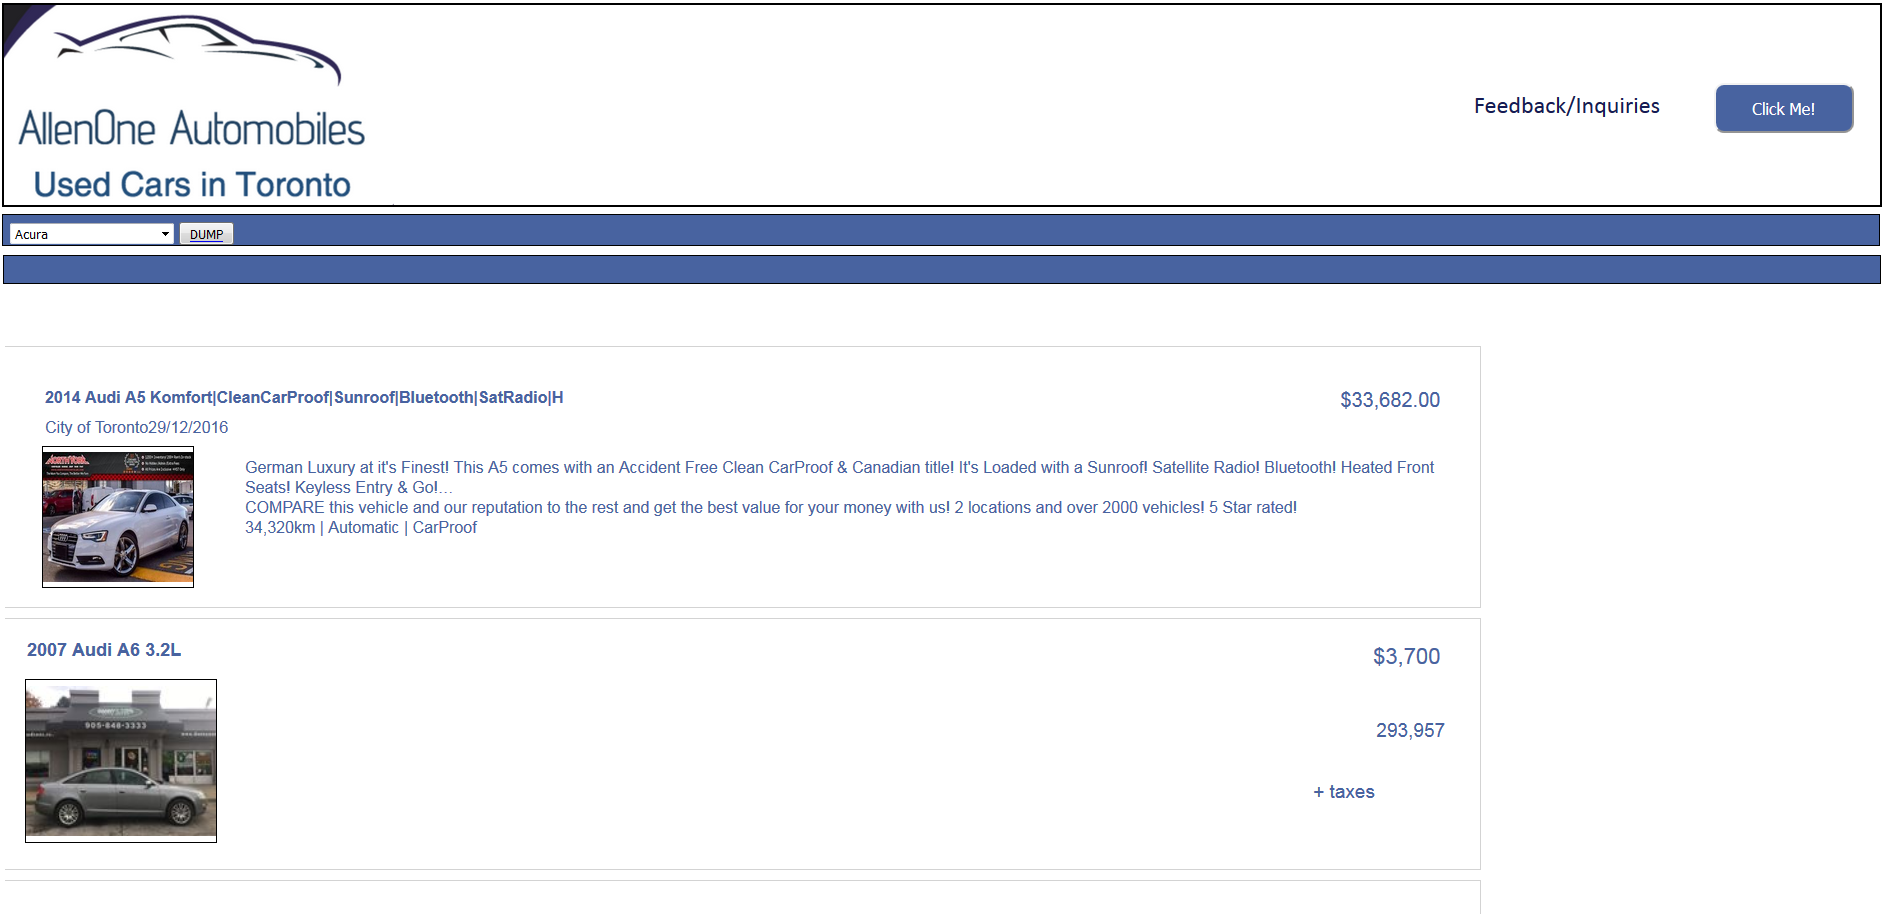 AllenOne Automobiles
Used Cars in Toronto
Feedback/Inquiries
Click Me!
Acura
DUMP
2014 Audi A5 Komfort|CleanCarProof|Sunroof|Bluetooth|SatRadio|H
$33,682.00
City of Toronto29/12/2016
German Luxury at it's Finest! This A5 comes with an Accident Free Clean CarProof & Canadian title! It's Loaded with a Sunroof! Satellite Radio! Bluetooth! Heated Front
Seats! Keyless Entry & Go!...
COMPARE this vehicle and our reputation to the rest and get the best value for your money with us! 2 locations and over 2000 vehicles! 5 Star rated!
34,320km | Automatic | CarProof
2007 Audi A6 3.2L
$3,700
905-848-3333
293,957
+ taxes